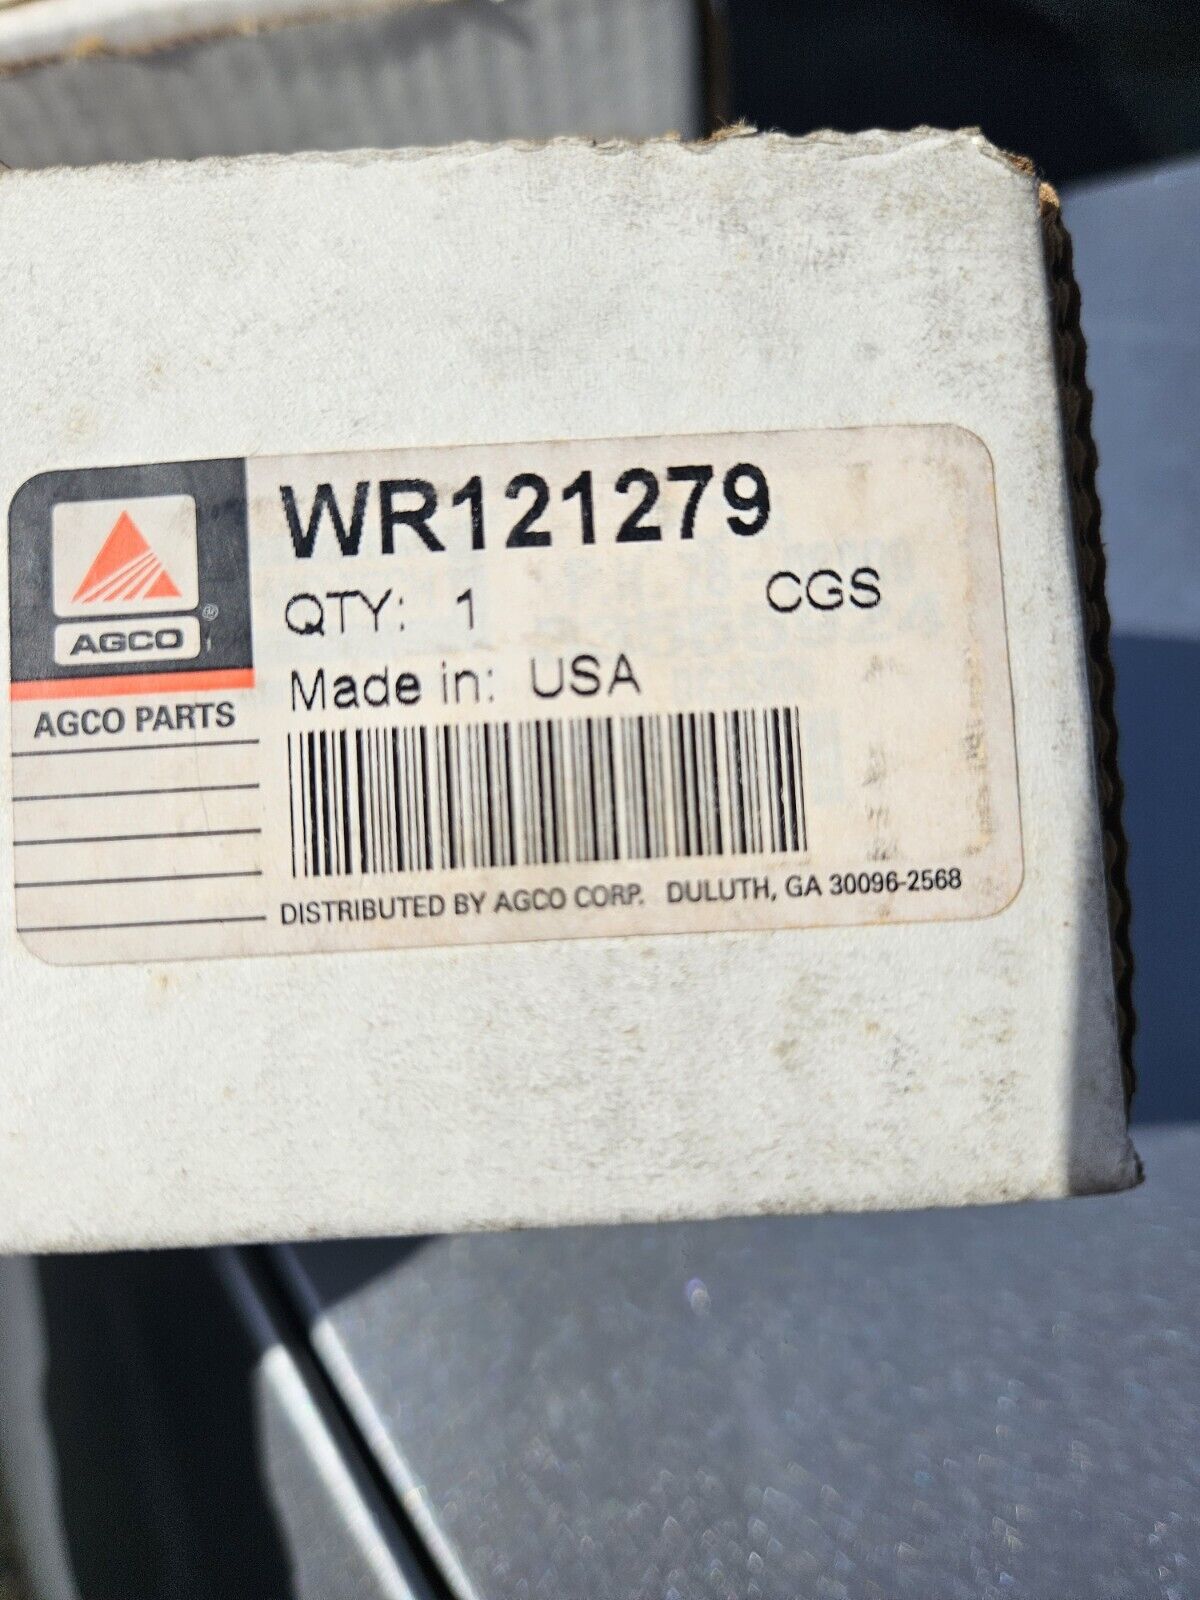 WR121279
QTY: 1 CGS
Made in: USA
AGCO ®
AGCO PARTS
DISTRIBUTED BY AGCO CORP. DULUTH, GA 30096-2568